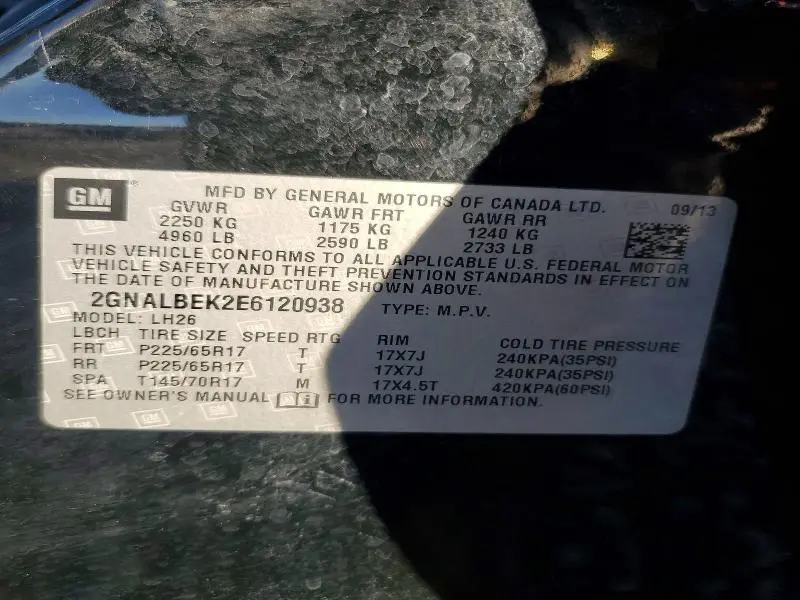 GM
MFD BY GENERAL MOTORS OF CANADA LTD. 09/13
GVWR GAWR FRT GAWR RR
2250 KG 1175 KG 1240 KG
4960 LB 2590 LB 2733 LB
THIS VEHICLE CONFORMS TO ALL APPLICABLE U.S. FEDERAL MOTOR
VEHICLE SAFETY AND THEFT PREVENTION STANDARDS IN EFFECT ON
THE DATE OF MANUFACTURE SHOWN ABOVE.
2GNALBEK2E6120938 TYPE: M.P.V.
MODEL: LH26
LBCH TIRE SIZE SPEED RTG RIM COLD TIRE PRESSURE
FRT P225/65R17 T 17X7J 240KPA(35PSI)
RR P225/65R17 T 17X7J 240KPA(35PSI)
SPA T145/70R17 M 17X4.5T 420KPA(60PSI)
SEE OWNER'S MANUAL FOR MORE INFORMATION.